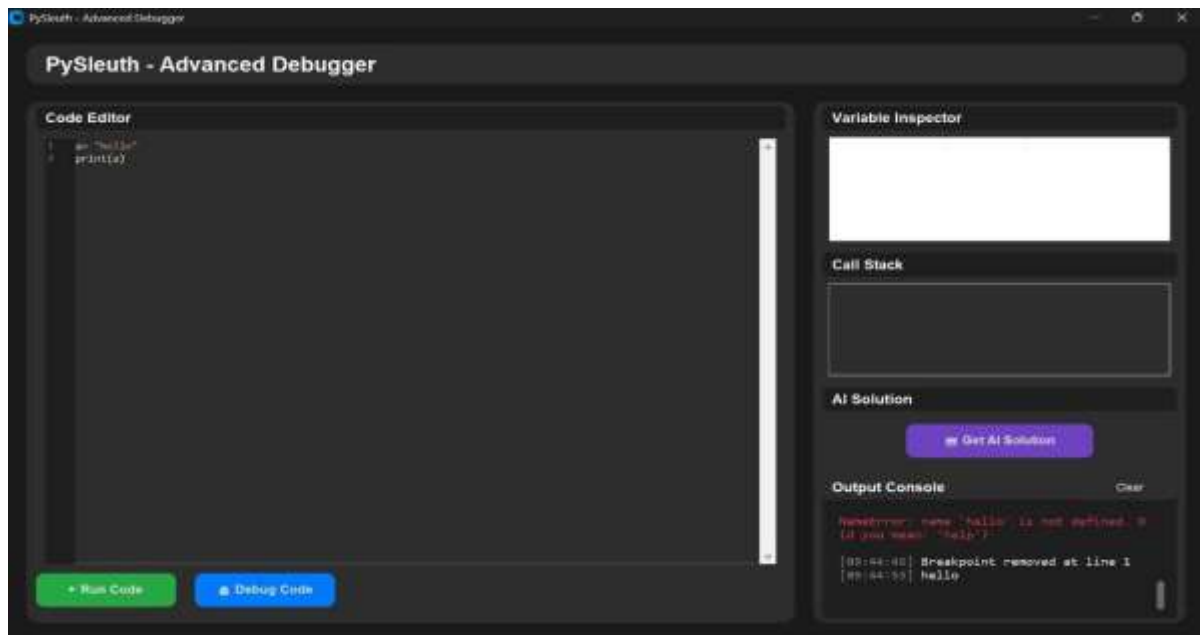 PySleuth - Advanced Debugger
PySleuth - Advanced Debugger
Code Editor
1 a= "hello"
2 print(a)
Run Code
Debug Code
Variable Inspector
Call Stack
AI Solution
Get AI Solution
Output Console
Clear
NameError: name 'hello' is not defined. D
id you mean: 'help'?
Breakpoint removed at line 1
hello